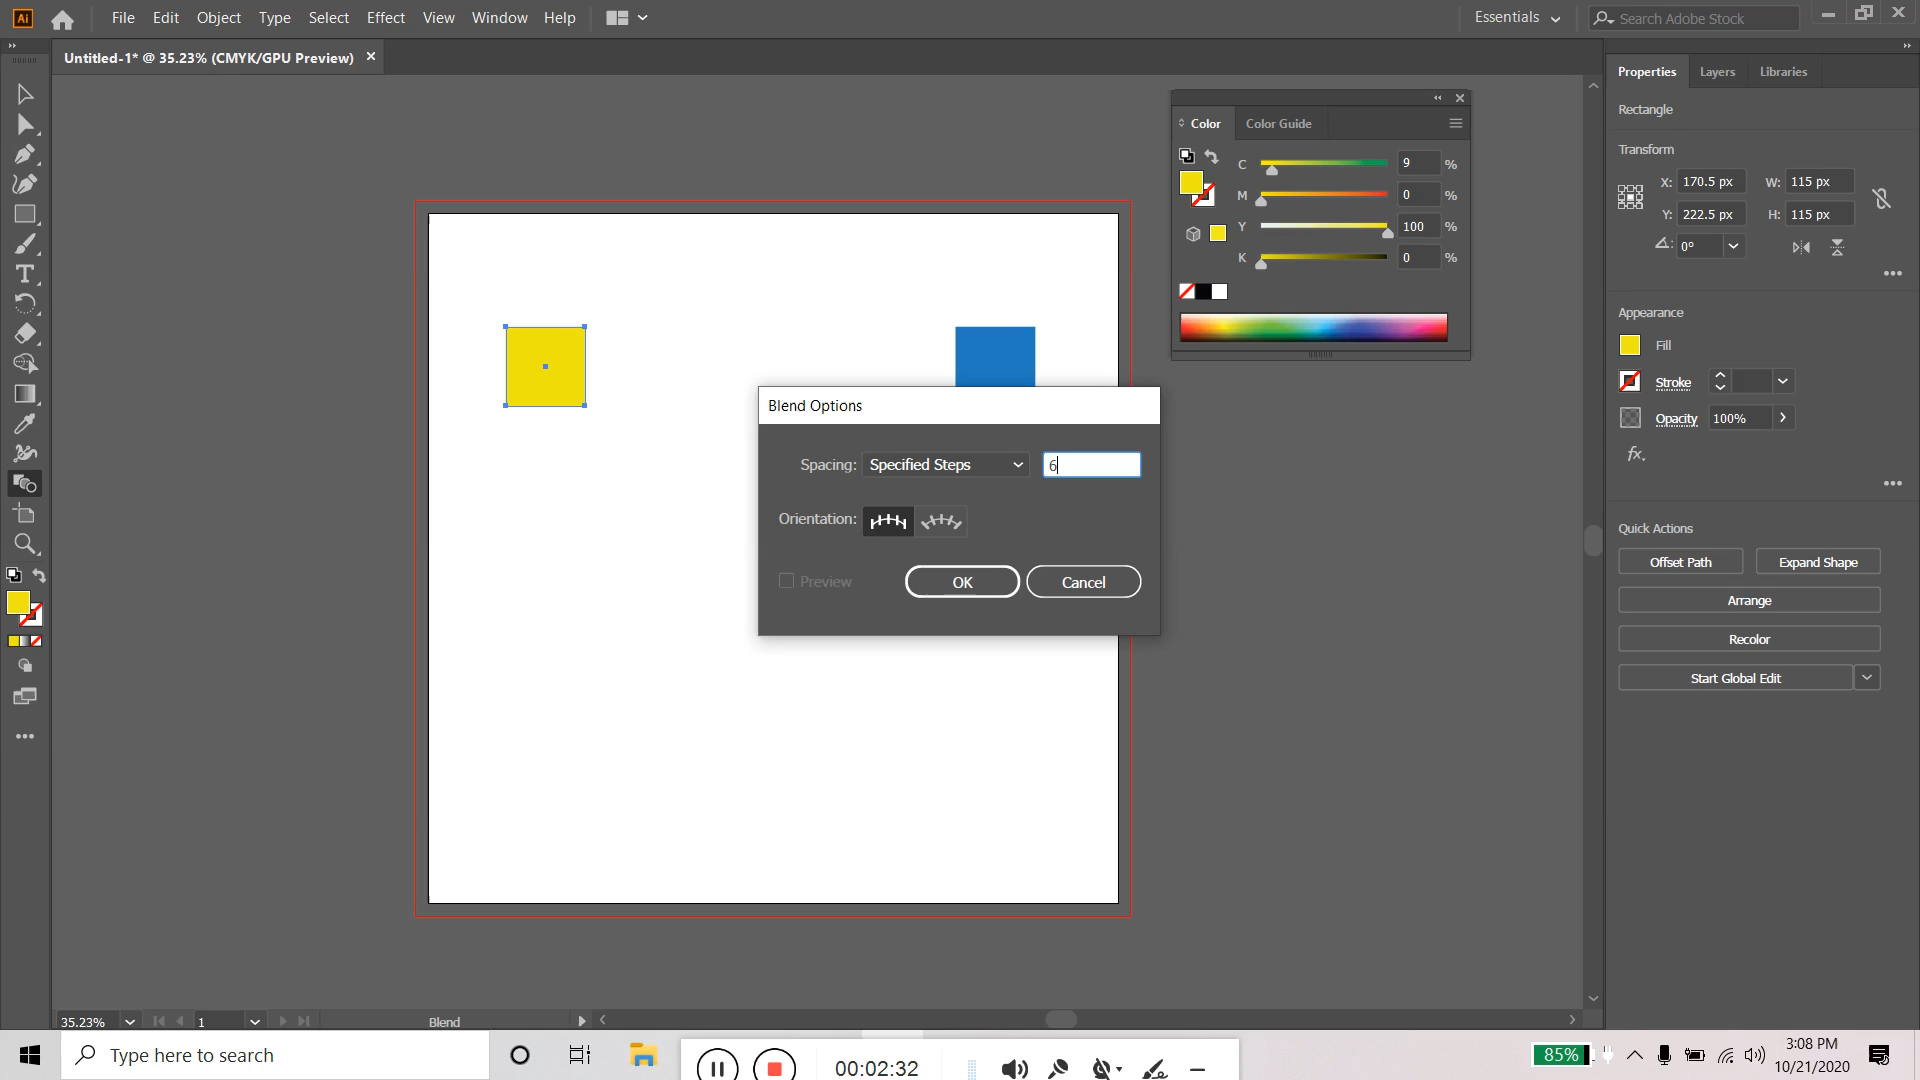 Ai File Edit Object Type Select Effect View Window Help Essentials Search Adobe Stock
Untitled-1* @ 35.23% (CMYK/GPU Preview)
Properties Layers Libraries
Rectangle
Transform
X: 170.5 px W: 115 px
Y: 222.5 px H: 115 px
0°
Appearance
Fill
Stroke
Opacity 100%
fx.
Quick Actions
Offset Path Expand Shape
Arrange
Recolor
Start Global Edit
Color Color Guide
C 9 %
M 0 %
Y 100 %
K 0 %
Blend Options
Spacing: Specified Steps 6
Orientation:
Preview OK Cancel
35.23% 1 Blend
Type here to search
00:02:32
85%
3:08 PM
10/21/2020